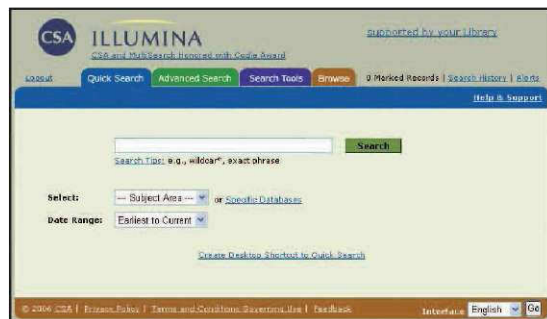 CSA ILLUMINA
supported by your Library
CSA and MultiSearch Honored with Codie Award
Logout Quick Search Advanced Search Search Tools Browse 0 Marked Records | Search History | Alerts
Help & Support
Search
Search Tips: e.g., wildcar*, exact phrase
Select: --- Subject Area --- or Specific Databases
Date Range: Earliest to Current
Create Desktop Shortcut to Quick Search
© 2006 CSA | Privacy Policy | Terms and Conditions Governing Use | Feedback Interface English Go